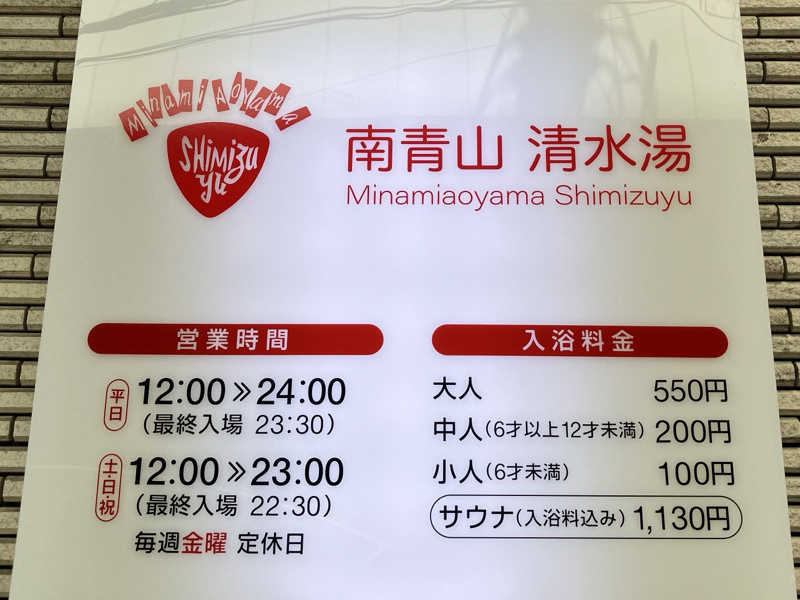 MinamiAoyama
SHiMizu
yu
南青山 清水湯
Minamiaoyama Shimizuyu
営業時間
平日 12:00≫24:00
(最終入場 23:30)
土・日・祝 12:00≫23:00
(最終入場 22:30)
毎週金曜 定休日
入浴料金
大人 550円
中人(6才以上12才未満) 200円
小人(6才未満) 100円
サウナ(入浴料込み) 1,130円